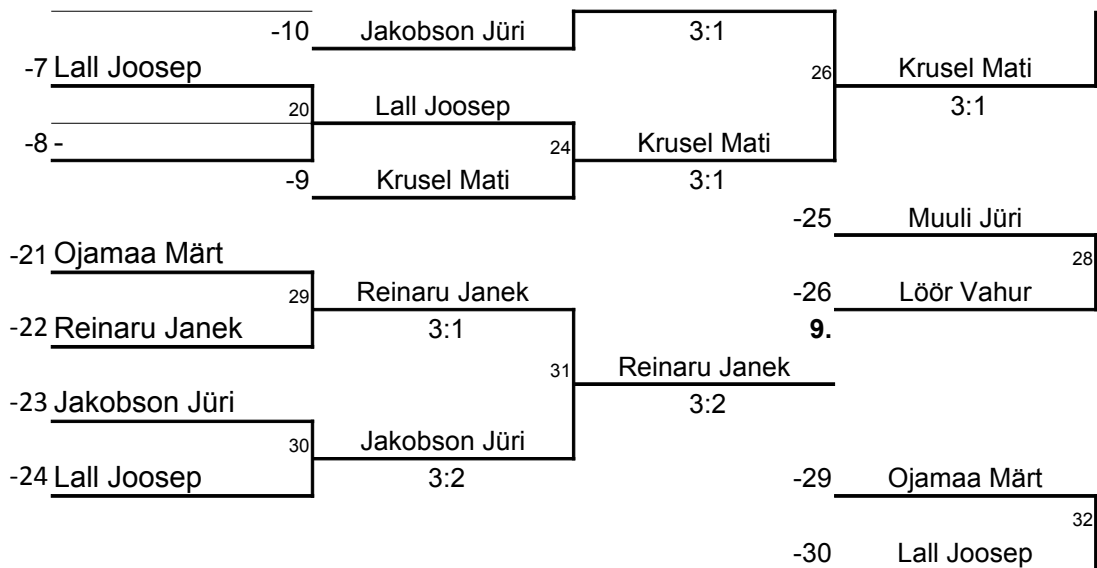 -10 Jakobson Jüri 3:1
-7 Lall Joosep 26 Krusel Mati
20 Lall Joosep 3:1
-8 - 24 Krusel Mati
-9 Krusel Mati 3:1
-25 Muuli Jüri
-21 Ojamaa Märt 28
29 Reinaru Janek -26 Löör Vahur
-22 Reinaru Janek 3:1 9.
31 Reinaru Janek
-23 Jakobson Jüri 3:2
30 Jakobson Jüri
-24 Lall Joosep 3:2 -29 Ojamaa Märt
32
-30 Lall Joosep